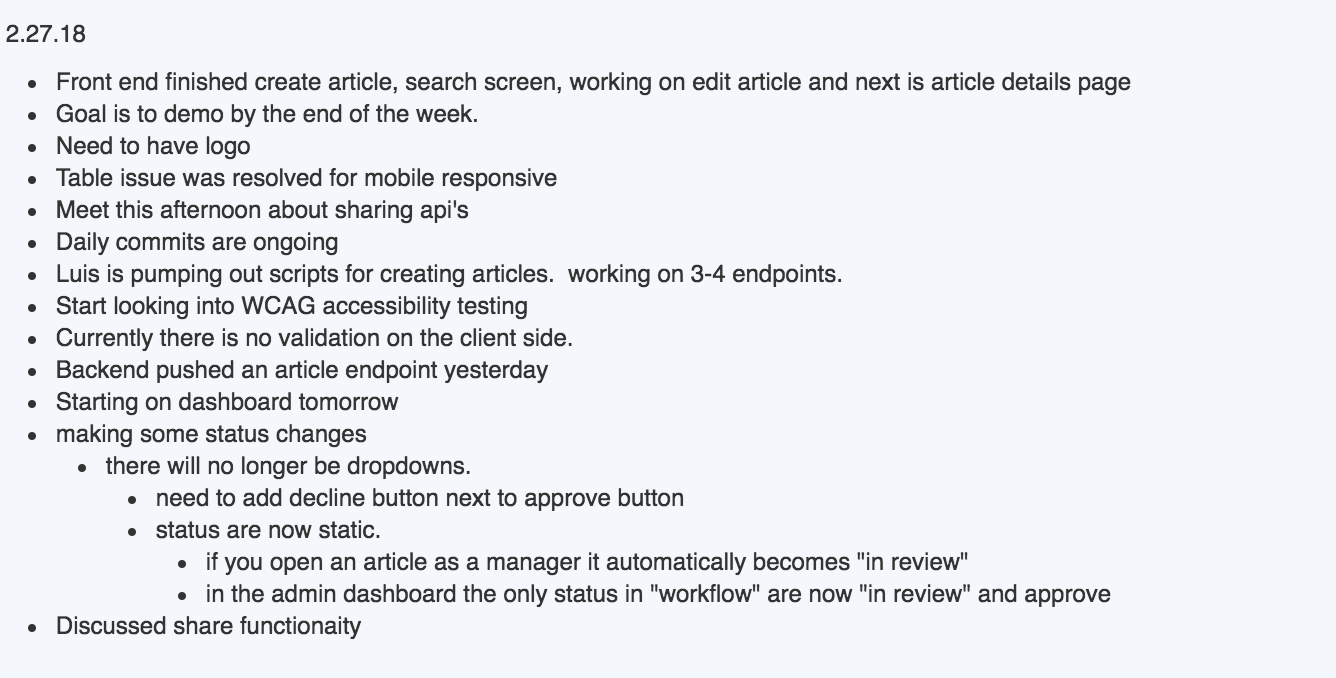 2.27.18
Front end finished create article, search screen, working on edit article and next is article details page
Goal is to demo by the end of the week.
Need to have logo
Table issue was resolved for mobile responsive
Meet this afternoon about sharing api's
Daily commits are ongoing
Luis is pumping out scripts for creating articles.  working on 3-4 endpoints.
Start looking into WCAG accessibility testing
Currently there is no validation on the client side.
Backend pushed an article endpoint yesterday
Starting on dashboard tomorrow
making some status changes
there will no longer be dropdowns.
need to add decline button next to approve button
status are now static.
if you open an article as a manager it automatically becomes "in review"
in the admin dashboard the only status in "workflow" are now "in review" and approve
Discussed share functionaity